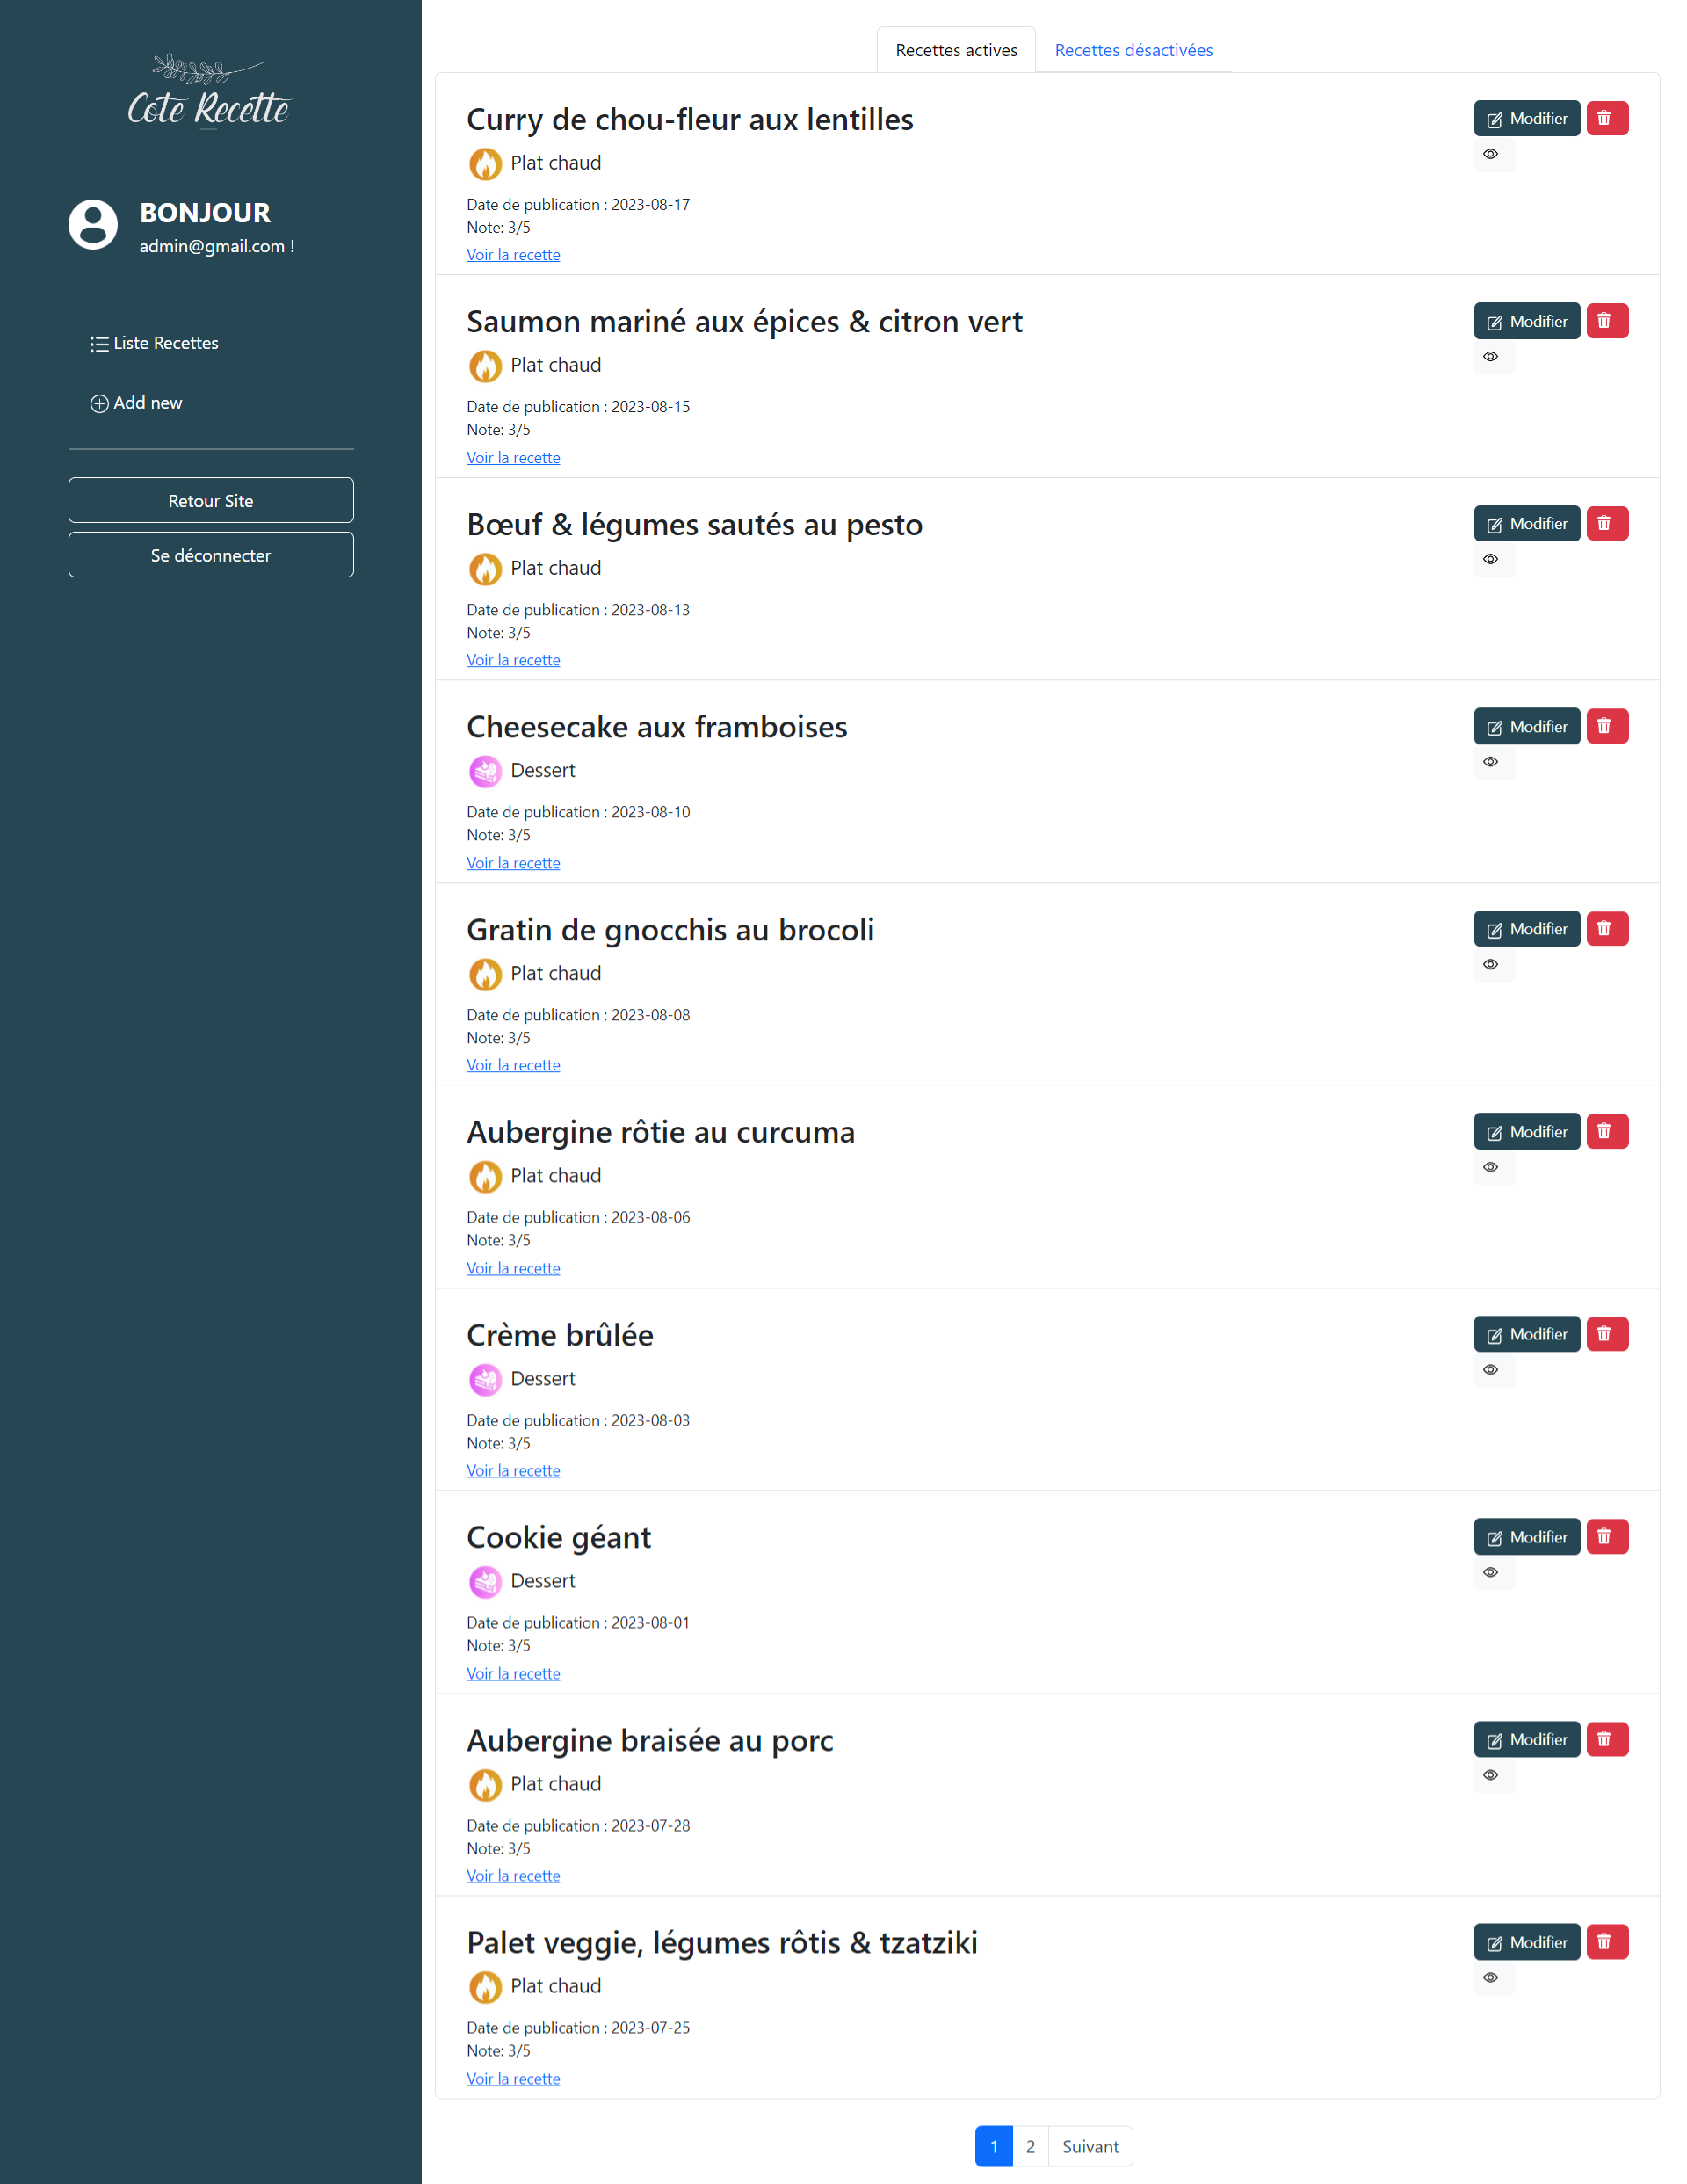 Cote Recette
BONJOUR
admin@gmail.com !
Liste Recettes
Add new
Retour Site
Se déconnecter
Recettes actives
Recettes désactivées
Curry de chou-fleur aux lentilles
Modifier
Plat chaud
Date de publication : 2023-08-17
Note: 3/5
Voir la recette
Saumon mariné aux épices & citron vert
Modifier
Plat chaud
Date de publication : 2023-08-15
Note: 3/5
Voir la recette
Bœuf & légumes sautés au pesto
Modifier
Plat chaud
Date de publication : 2023-08-13
Note: 3/5
Voir la recette
Cheesecake aux framboises
Modifier
Dessert
Date de publication : 2023-08-10
Note: 3/5
Voir la recette
Gratin de gnocchis au brocoli
Modifier
Plat chaud
Date de publication : 2023-08-08
Note: 3/5
Voir la recette
Aubergine rôtie au curcuma
Modifier
Plat chaud
Date de publication : 2023-08-06
Note: 3/5
Voir la recette
Crème brûlée
Modifier
Dessert
Date de publication : 2023-08-03
Note: 3/5
Voir la recette
Cookie géant
Modifier
Dessert
Date de publication : 2023-08-01
Note: 3/5
Voir la recette
Aubergine braisée au porc
Modifier
Plat chaud
Date de publication : 2023-07-28
Note: 3/5
Voir la recette
Palet veggie, légumes rôtis & tzatziki
Modifier
Plat chaud
Date de publication : 2023-07-25
Note: 3/5
Voir la recette
1
2
Suivant